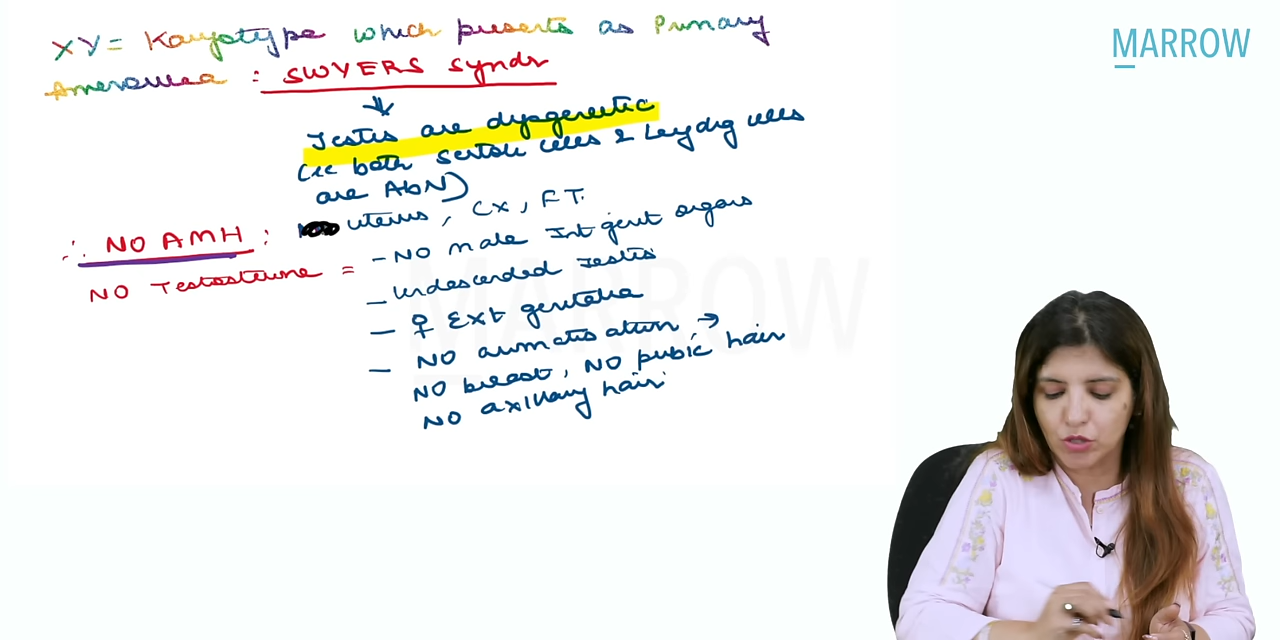 XY = Karyotype which presents as Primary
Amenorrhea : SWYERS Syndr
MARROW
Testes are dysgenetic
(ie both sertoli cells & Leydig cells
are AbN)
∴ NO AMH : uterus, CX, F.T.
NO Testosterone = - NO male Int genit organs
- undescended Testis
- ♀ Ext genitalia
- NO aromatisation →
NO breast, NO pubic hair
NO axillary hair
MARROW